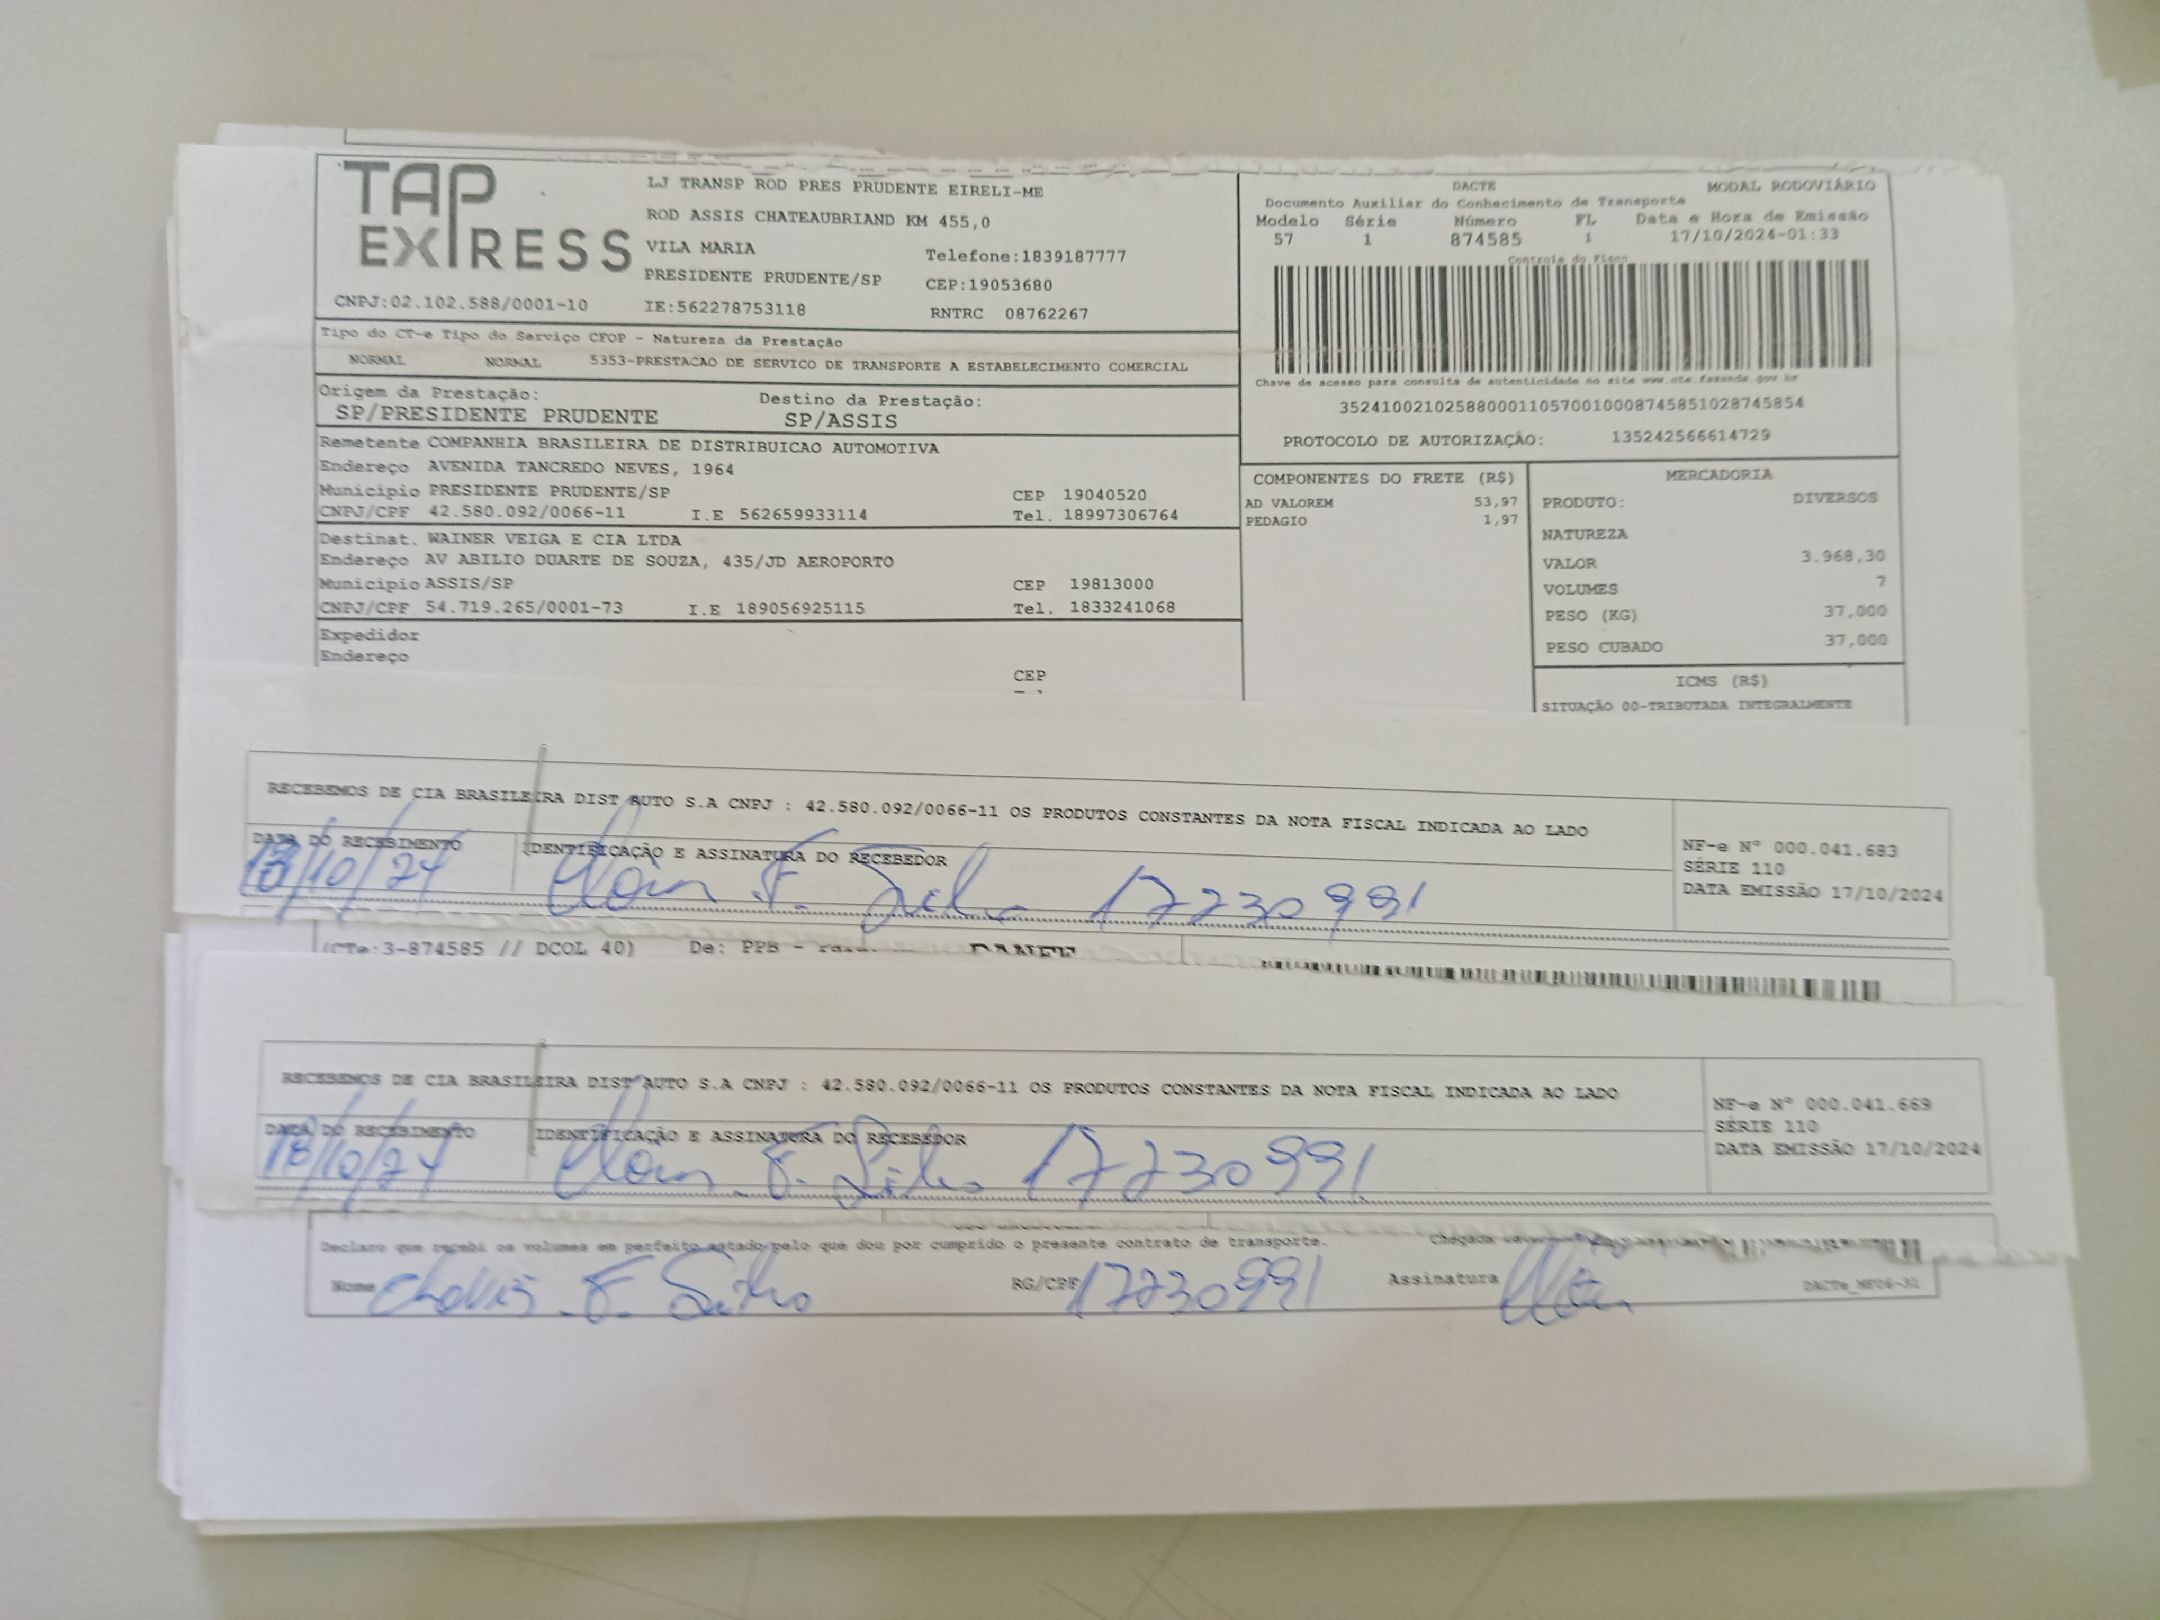 TAP EXPRESS
LJ TRANSP ROD PRES PRUDENTE EIRELI-ME
ROD ASSIS CHATEAUBRIAND KM 455,0
VILA MARIA Telefone:1839187777
PRESIDENTE PRUDENTE/SP CEP:19053680
CNPJ:02.102.588/0001-10 IE:562278753118 RNTRC 08762267
DACTE MODAL RODOVIÁRIO
Documento Auxiliar do Conhecimento de Transporte
Modelo Série Número FL Data e Hora de Emissão
57 1 874585 1 17/10/2024-01:33
Controle do Fisco
Chave de acesso para consulta de autenticidade no site www.cte.fazenda.gov.br
35241002102588000110570010008745851028745854
PROTOCOLO DE AUTORIZAÇÃO: 135242566614729
Tipo do CT-e Tipo do Serviço CFOP - Natureza da Prestação
NORMAL NORMAL 5353-PRESTACAO DE SERVICO DE TRANSPORTE A ESTABELECIMENTO COMERCIAL
Origem da Prestação: Destino da Prestação:
SP/PRESIDENTE PRUDENTE SP/ASSIS
Remetente COMPANHIA BRASILEIRA DE DISTRIBUICAO AUTOMOTIVA
Endereço AVENIDA TANCREDO NEVES, 1964
Município PRESIDENTE PRUDENTE/SP CEP 19040520
CNPJ/CPF 42.580.092/0066-11 I.E 562659933114 Tel. 18997306764
Destinat. WAINER VEIGA E CIA LTDA
Endereço AV ABILIO DUARTE DE SOUZA, 435/JD AEROPORTO
Município ASSIS/SP CEP 19813000
CNPJ/CPF 54.719.265/0001-73 I.E 189056925115 Tel. 1833241068
Expedidor
Endereço
CEP
COMPONENTES DO FRETE (R$)
AD VALOREM 53,97
PEDAGIO 1,97
MERCADORIA
PRODUTO: DIVERSOS
NATUREZA
VALOR 3.968,30
VOLUMES 7
PESO (KG) 37,000
PESO CUBADO 37,000
ICMS (R$)
SITUAÇÃO 00-TRIBUTADA INTEGRALMENTE
RECEBEMOS DE CIA BRASILEIRA DIST AUTO S.A CNPJ : 42.580.092/0066-11 OS PRODUTOS CONSTANTES DA NOTA FISCAL INDICADA AO LADO
DATA DO RECEBIMENTO IDENTIFICAÇÃO E ASSINATURA DO RECEBEDOR
18/10/24 F. Silva 17230991
NF-e N° 000.041.683
SÉRIE 110
DATA EMISSÃO 17/10/2024
(CTe:3-874585 // DCOL 40) De: PPB - DANFE
RECEBEMOS DE CIA BRASILEIRA DIST AUTO S.A CNPJ : 42.580.092/0066-11 OS PRODUTOS CONSTANTES DA NOTA FISCAL INDICADA AO LADO
DATA DO RECEBIMENTO IDENTIFICAÇÃO E ASSINATURA DO RECEBEDOR
18/10/24 F. Silva 17230991
NF-e N° 000.041.669
SÉRIE 110
DATA EMISSÃO 17/10/2024
Declaro que recebi os volumes em perfeito estado pelo que dou por cumprido o presente contrato de transporte. Chegada
Nome F. Silva RG/CPF 17230991 Assinatura